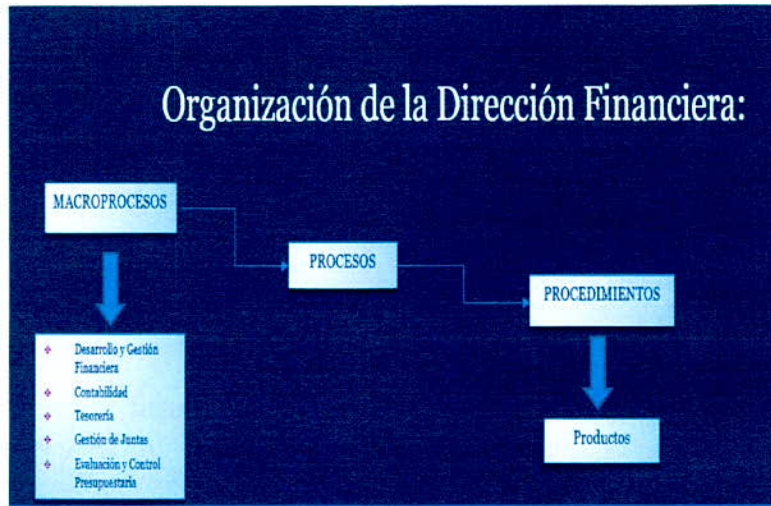 Organización de la Dirección Financiera:
MACROPROCESOS
PROCESOS
PROCEDIMIENTOS
Desarrollo y Gestión
Financiera
Contabilidad
Tesorería
Gestión de Juntas
Evaluación y Control
Presupuestaria
Productos